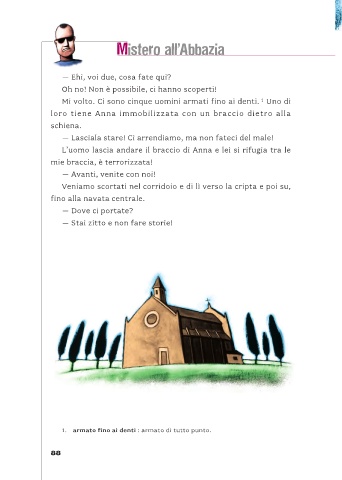 Mistero all'Abbazia
— Ehi, voi due, cosa fate qui?
Oh no! Non è possibile, ci hanno scoperti!
Mi volto. Ci sono cinque uomini armati fino ai denti. 1 Uno di
loro tiene Anna immobilizzata con un braccio dietro alla
schiena.
— Lasciala stare! Ci arrendiamo, ma non fateci del male!
L'uomo lascia andare il braccio di Anna e lei si rifugia tra le
mie braccia, è terrorizzata!
— Avanti, venite con noi!
Veniamo scortati nel corridoio e di lì verso la cripta e poi su,
fino alla navata centrale.
— Dove ci portate?
— Stai zitto e non fare storie!
1. armato fino ai denti : armato di tutto punto.
88